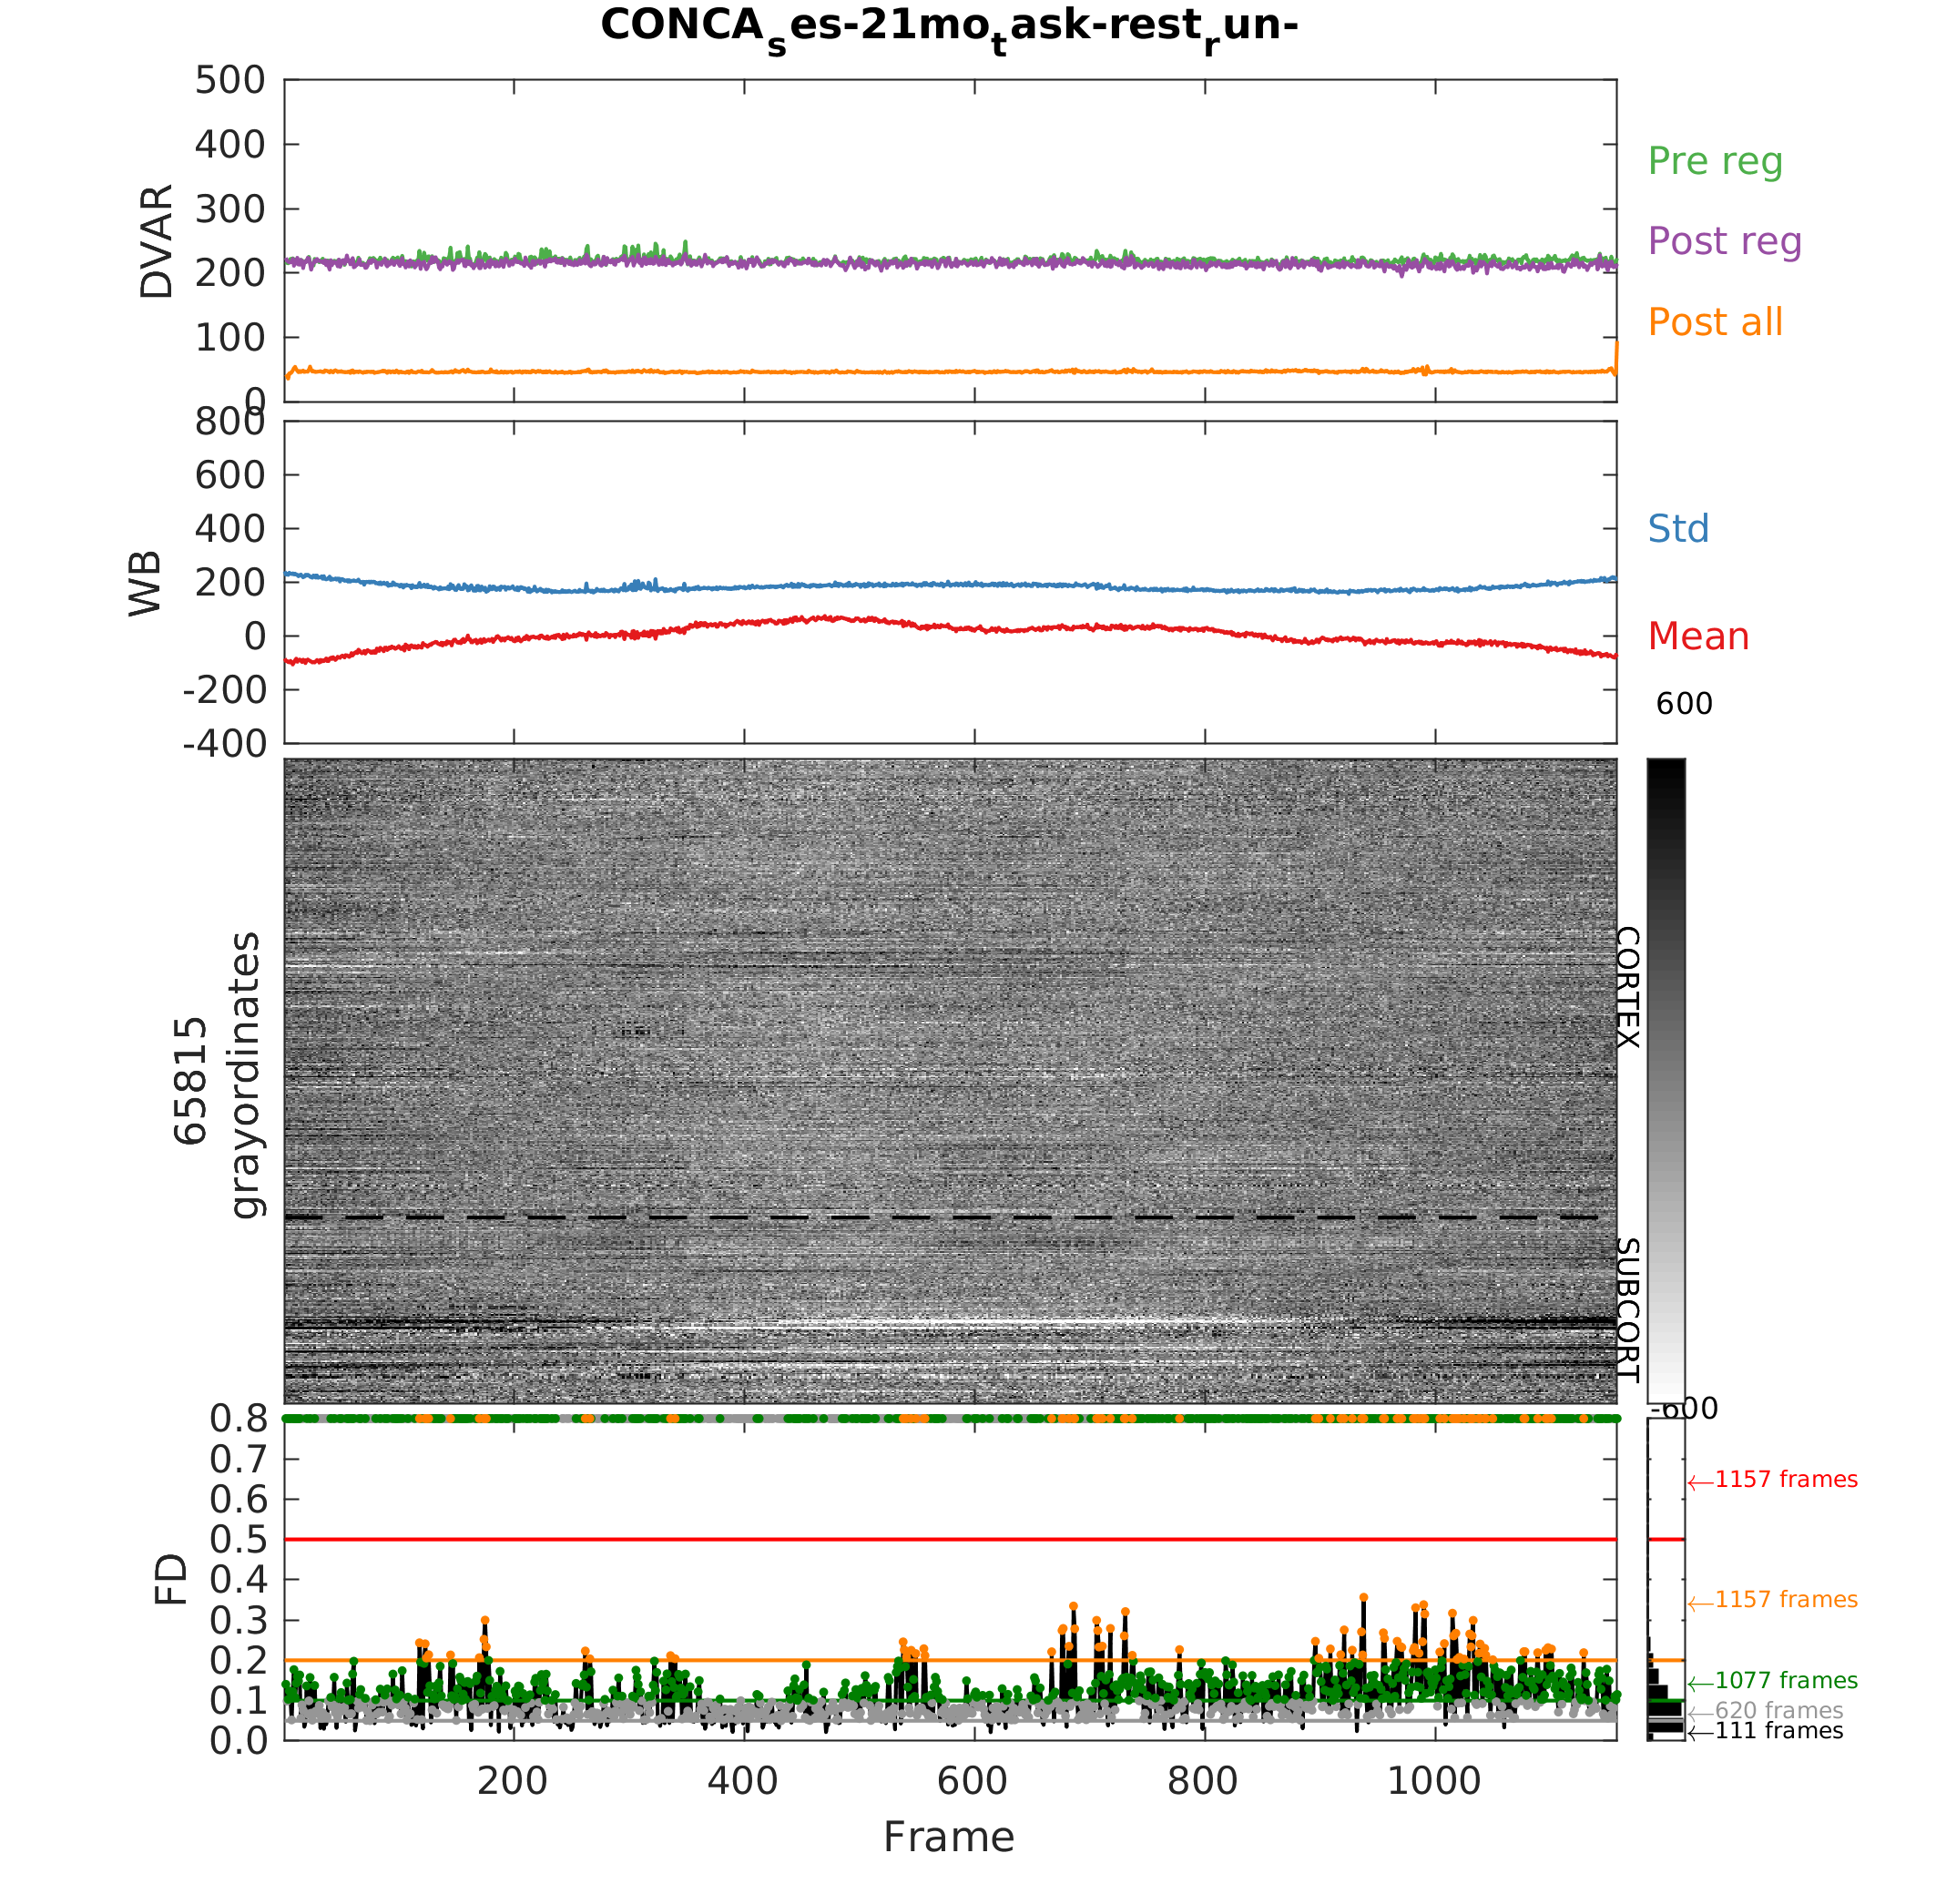 CONCAses-21motask-restrun-
500
400
300
200
100
0
DVAR
Pre reg
Post reg
Post all
800
600
400
200
0
-200
-400
WB
Std
Mean
600
65815
grayordinates
CORTEX
SUBCORT
-600
0.8
0.7
0.6
0.5
0.4
0.3
0.2
0.1
0.0
FD
←1157 frames
←1157 frames
←1077 frames
←620 frames
←111 frames
200 400 600 800 1000
Frame